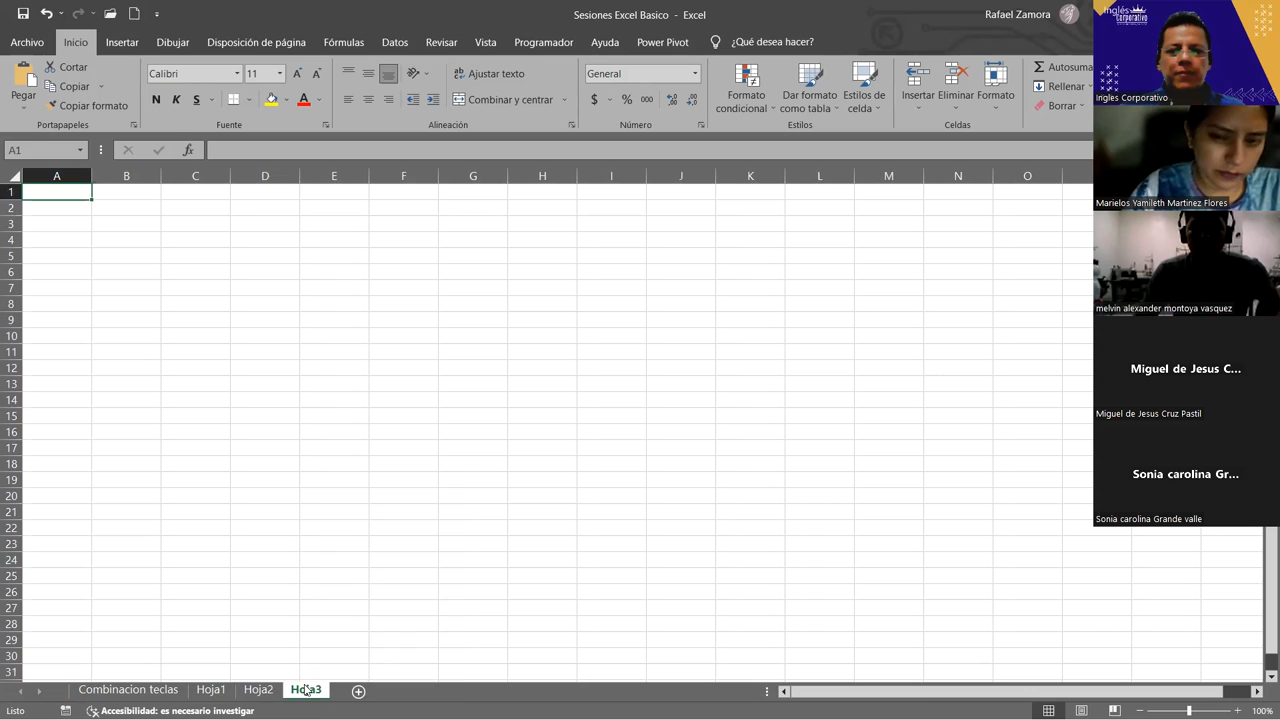 Sesiones Excel Basico - Excel
Rafael Zamora
Archivo Inicio Insertar Dibujar Disposición de página Fórmulas Datos Revisar Vista Programador Ayuda Power Pivot ¿Qué desea hacer?
Pegar
Cortar
Copiar
Copiar formato
Portapapeles
Calibri 11
N K S
Fuente
Ajustar texto
Combinar y centrar
Alineación
General
$ % 000
Número
Formato condicional
Dar formato como tabla
Estilos de celda
Estilos
Insertar Eliminar Formato
Celdas
Autosuma
Rellenar
Borrar
A1
fx
A B C D E F G H I J K L M N O
1
2
3
4
5
6
7
8
9
10
11
12
13
14
15
16
17
18
19
20
21
22
23
24
25
26
27
28
29
30
31
Inglés
Corporativo
Ingles Corporativo
Marielos Yamileth Martinez Flores
melvin alexander montoya vasquez
Miguel de Jesus C...
Miguel de Jesus Cruz Pastil
Sonia carolina Gr...
Sonia carolina Grande valle
Combinacion teclas Hoja1 Hoja2 Hoja3
Listo Accesibilidad: es necesario investigar 100%